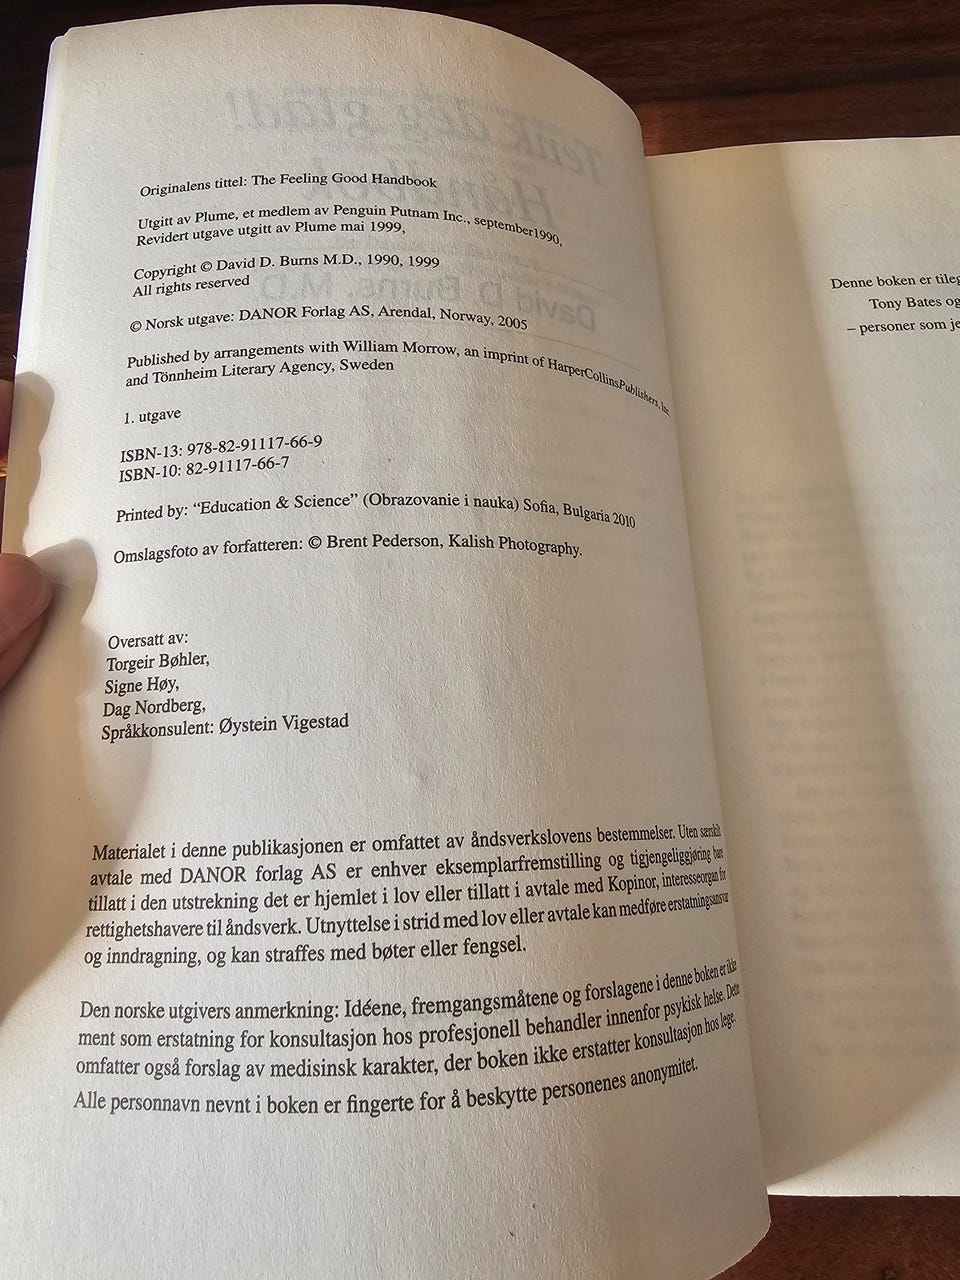 Originalens tittel: The Feeling Good Handbook
Utgitt av Plume, et medlem av Penguin Putnam Inc., september1990,
Revidert utgave utgitt av Plume mai 1999,
Copyright © David D. Burns M.D., 1990, 1999
All rights reserved
© Norsk utgave: DANOR Forlag AS, Arendal, Norway, 2005
Published by arrangements with William Morrow, an imprint of HarperCollinsPublishers, Inc.
and Tönnheim Literary Agency, Sweden
1. utgave
ISBN-13: 978-82-91117-66-9
ISBN-10: 82-91117-66-7
Printed by: “Education & Science” (Obrazovanie i nauka) Sofia, Bulgaria 2010
Omslagsfoto av forfatteren: © Brent Pederson, Kalish Photography.
Oversatt av:
Torgeir Bøhler,
Signe Høy,
Dag Nordberg,
Språkkonsulent: Øystein Vigestad
Materialet i denne publikasjonen er omfattet av åndsverkslovens bestemmelser. Uten særskilt
avtale med DANOR forlag AS er enhver eksemplarfremstilling og tigjengeliggjøring bare
tillatt i den utstrekning det er hjemlet i lov eller tillatt i avtale med Kopinor, interesseorgan for
rettighetshavere til åndsverk. Utnyttelse i strid med lov eller avtale kan medføre erstatningsansvar
og inndragning, og kan straffes med bøter eller fengsel.
Den norske utgivers anmerkning: Idéene, fremgangsmåtene og forslagene i denne boken er ikke
ment som erstatning for konsultasjon hos profesjonell behandler innenfor psykisk helse. Dette
omfatter også forslag av medisinsk karakter, der boken ikke erstatter konsultasjon hos lege.
Alle personnavn nevnt i boken er fingerte for å beskytte personenes anonymitet.
Denne boken er
Tony Bates og
– personer som